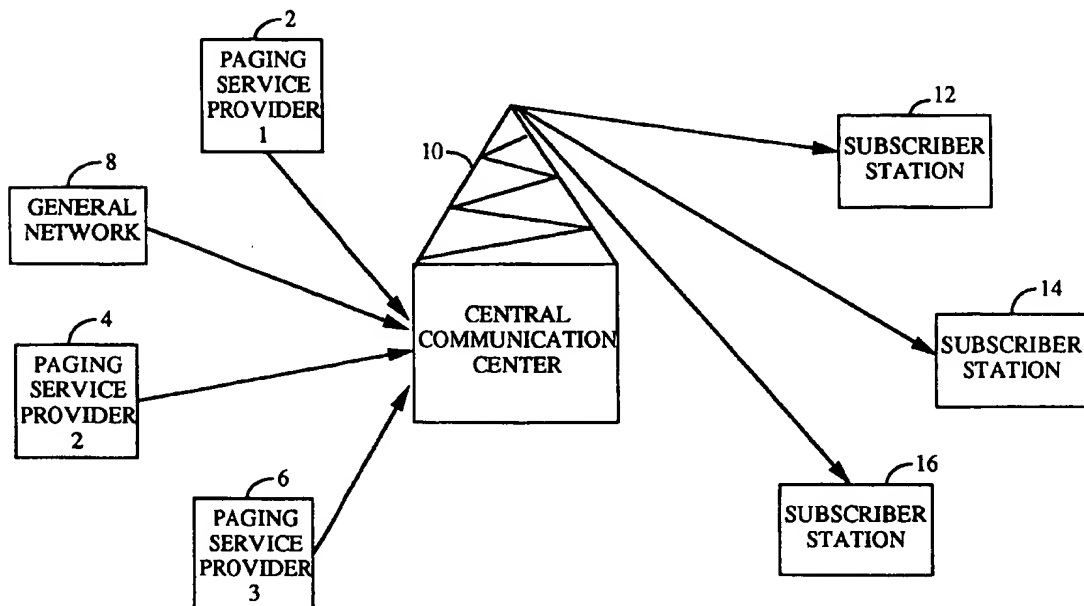 2
PAGING
SERVICE
PROVIDER
1
8
GENERAL
NETWORK
4
PAGING
SERVICE
PROVIDER
2
6
PAGING
SERVICE
PROVIDER
3
10
CENTRAL
COMMUNICATION
CENTER
12
SUBSCRIBER
STATION
14
SUBSCRIBER
STATION
16
SUBSCRIBER
STATION